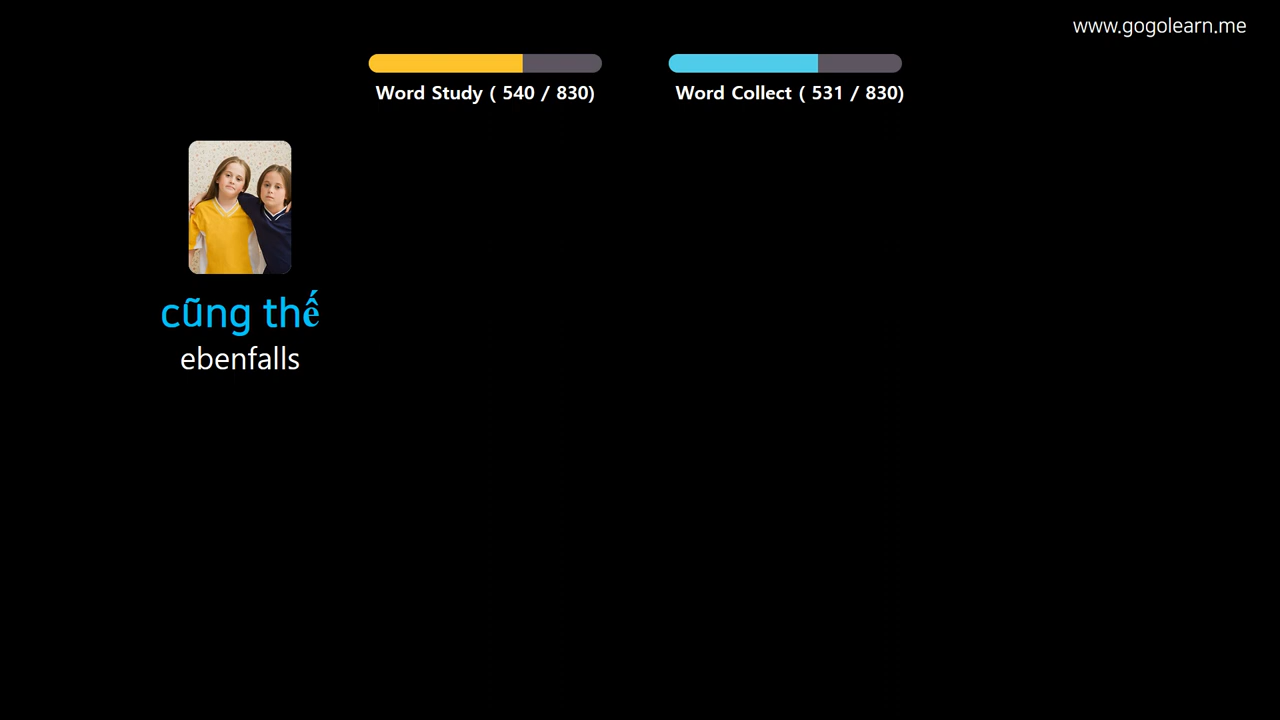 www.gogolearn.me
Word Study ( 540 / 830)
Word Collect ( 531 / 830)
cũng thế
ebenfalls